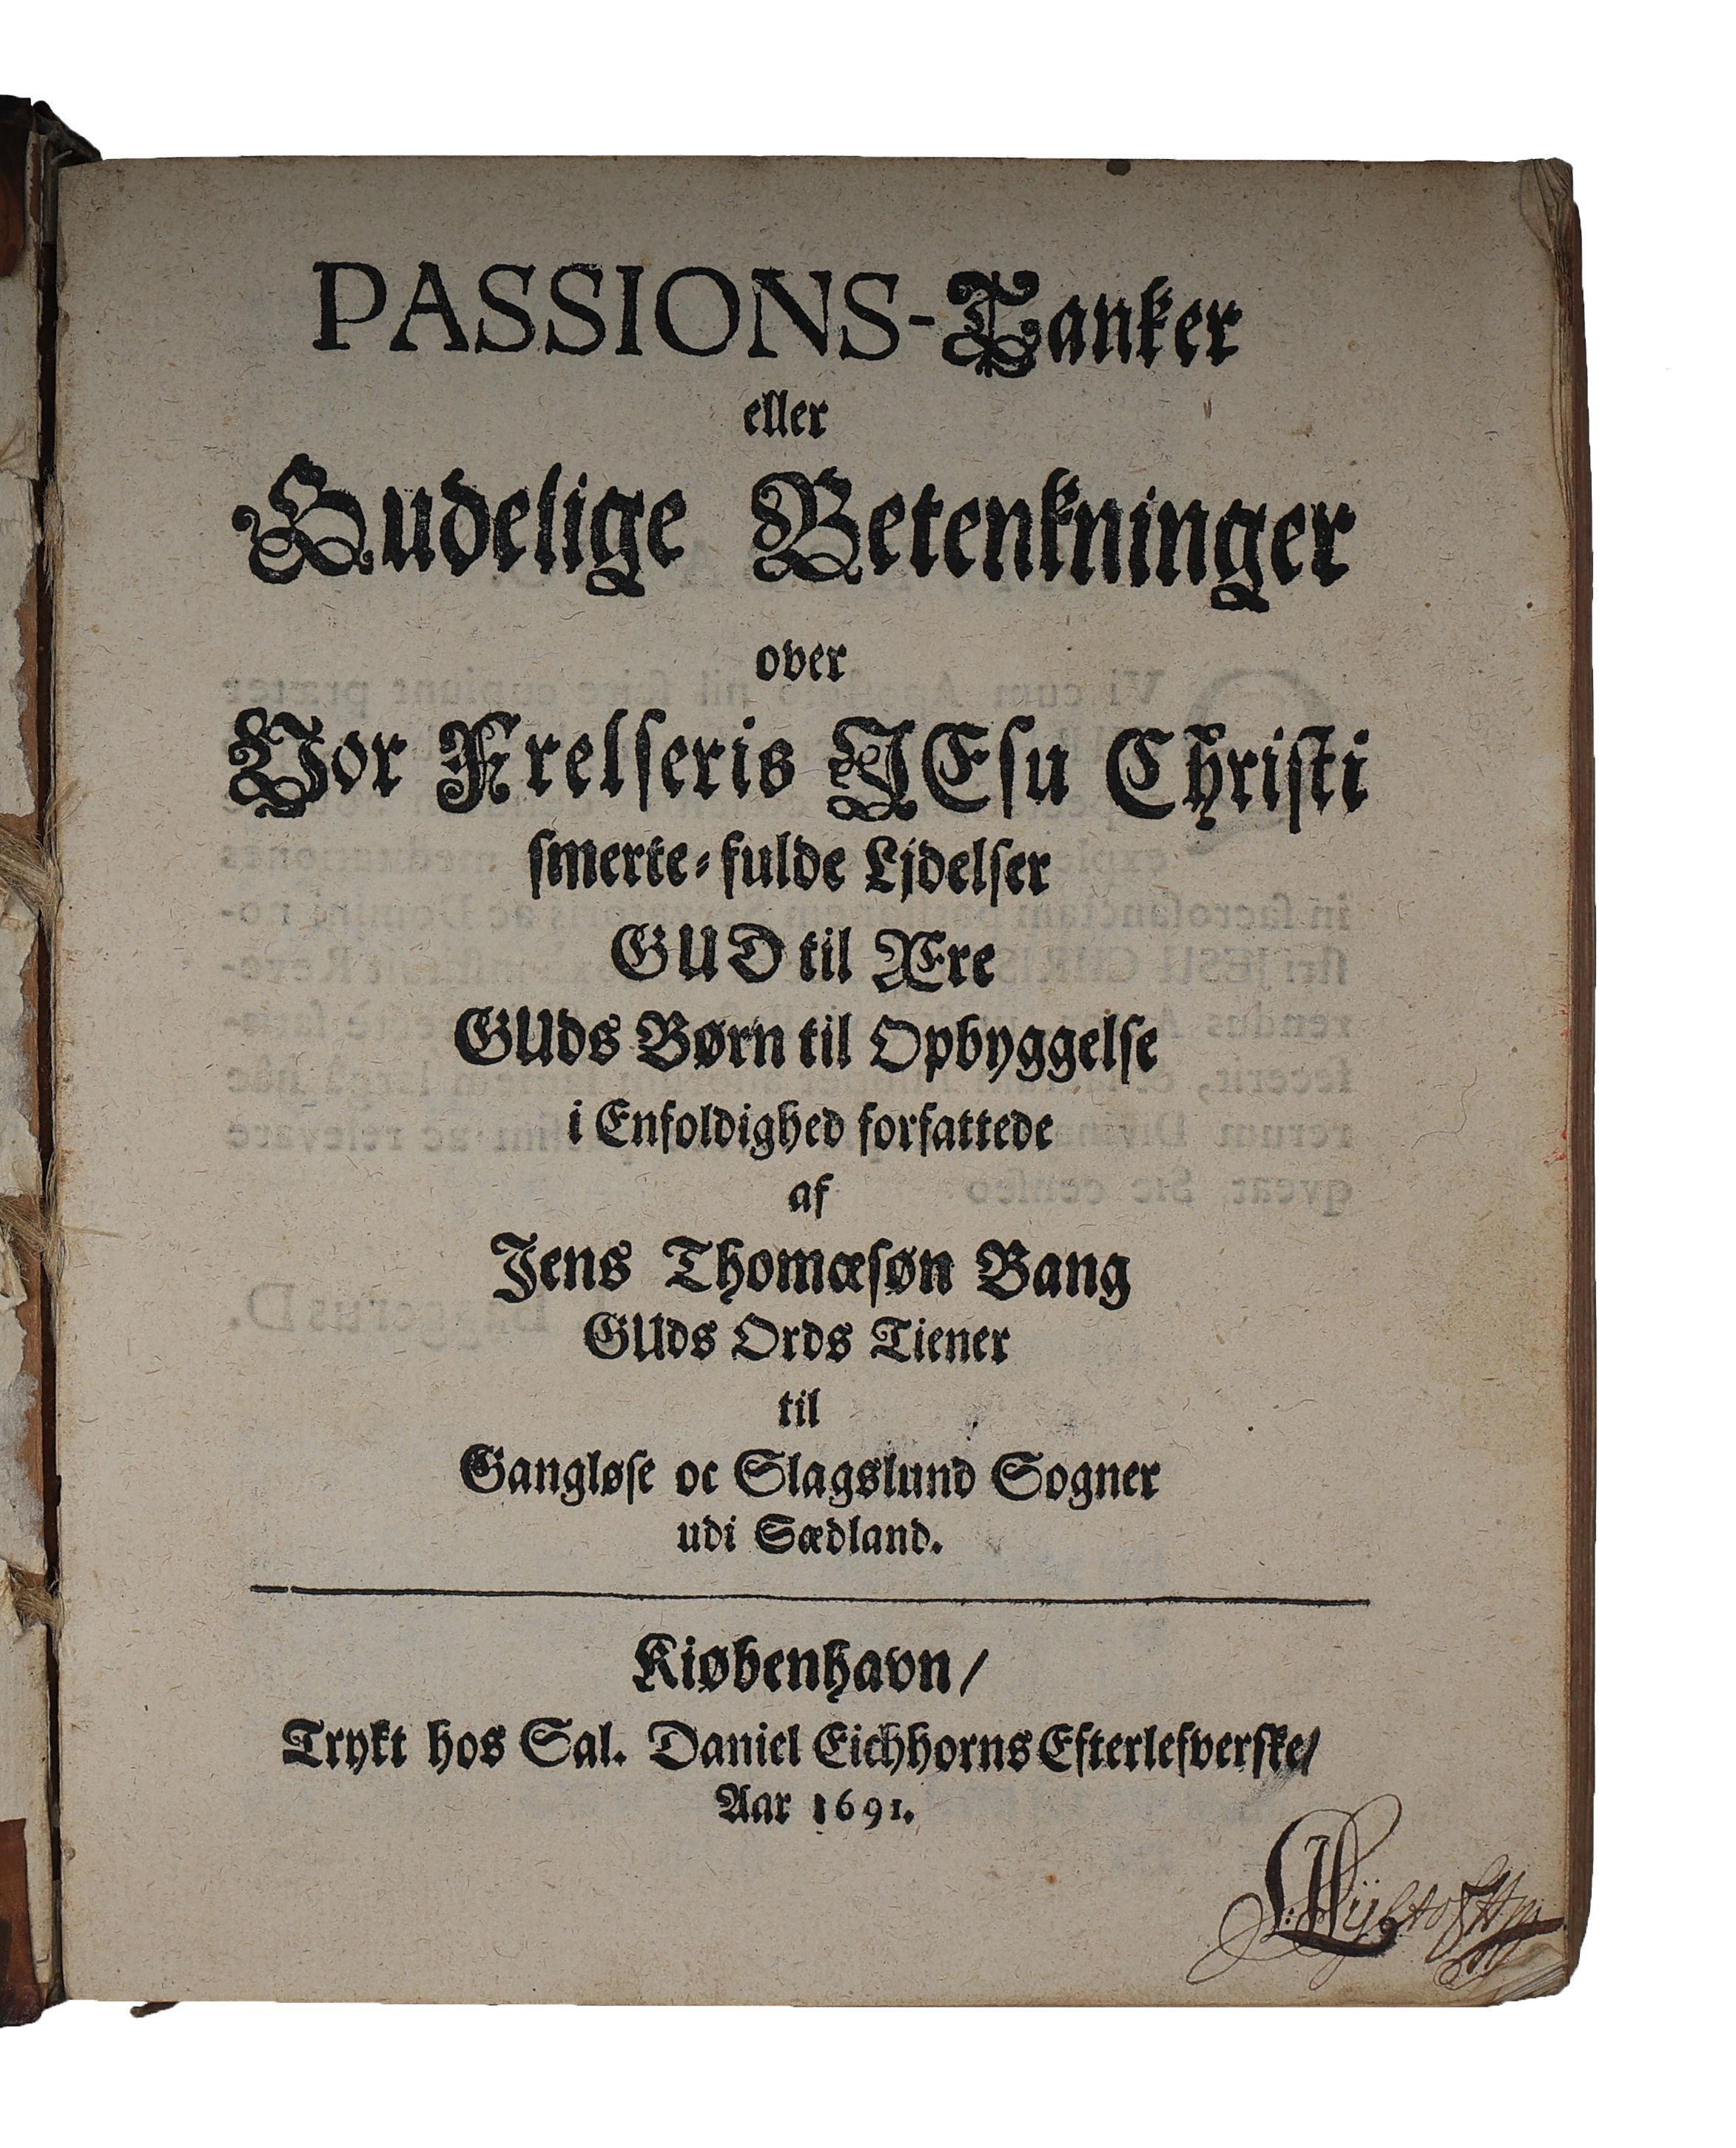 PASSIONS-Tanker
eller
Gudelige Betenkninger
over
Vor Frelseris JEsu Christi
smerte-fulde Ljdelser
GUD til Ære
GUds Børn til Opbyggelse
i Enfoldighed forfattede
af
Jens Thomæsøn Bang
GUds Ords Tiener
til
Gangløse oc Slagslund Sogner
udi Sædland.
Kiøbenhavn/
Trykt hos Sal. Daniel Eichhorns Efterlefverske/
Aar 1691.